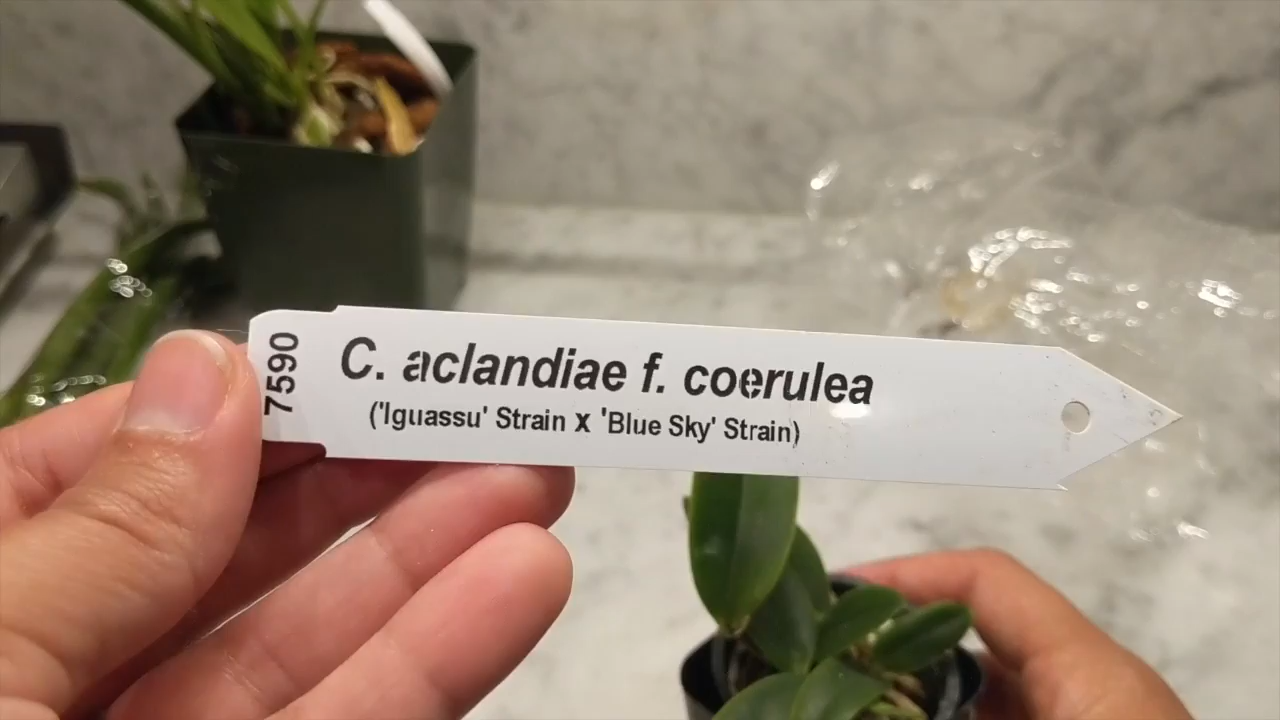 7590
C. aclandiae f. coerulea
('Iguassu' Strain x 'Blue Sky' Strain)